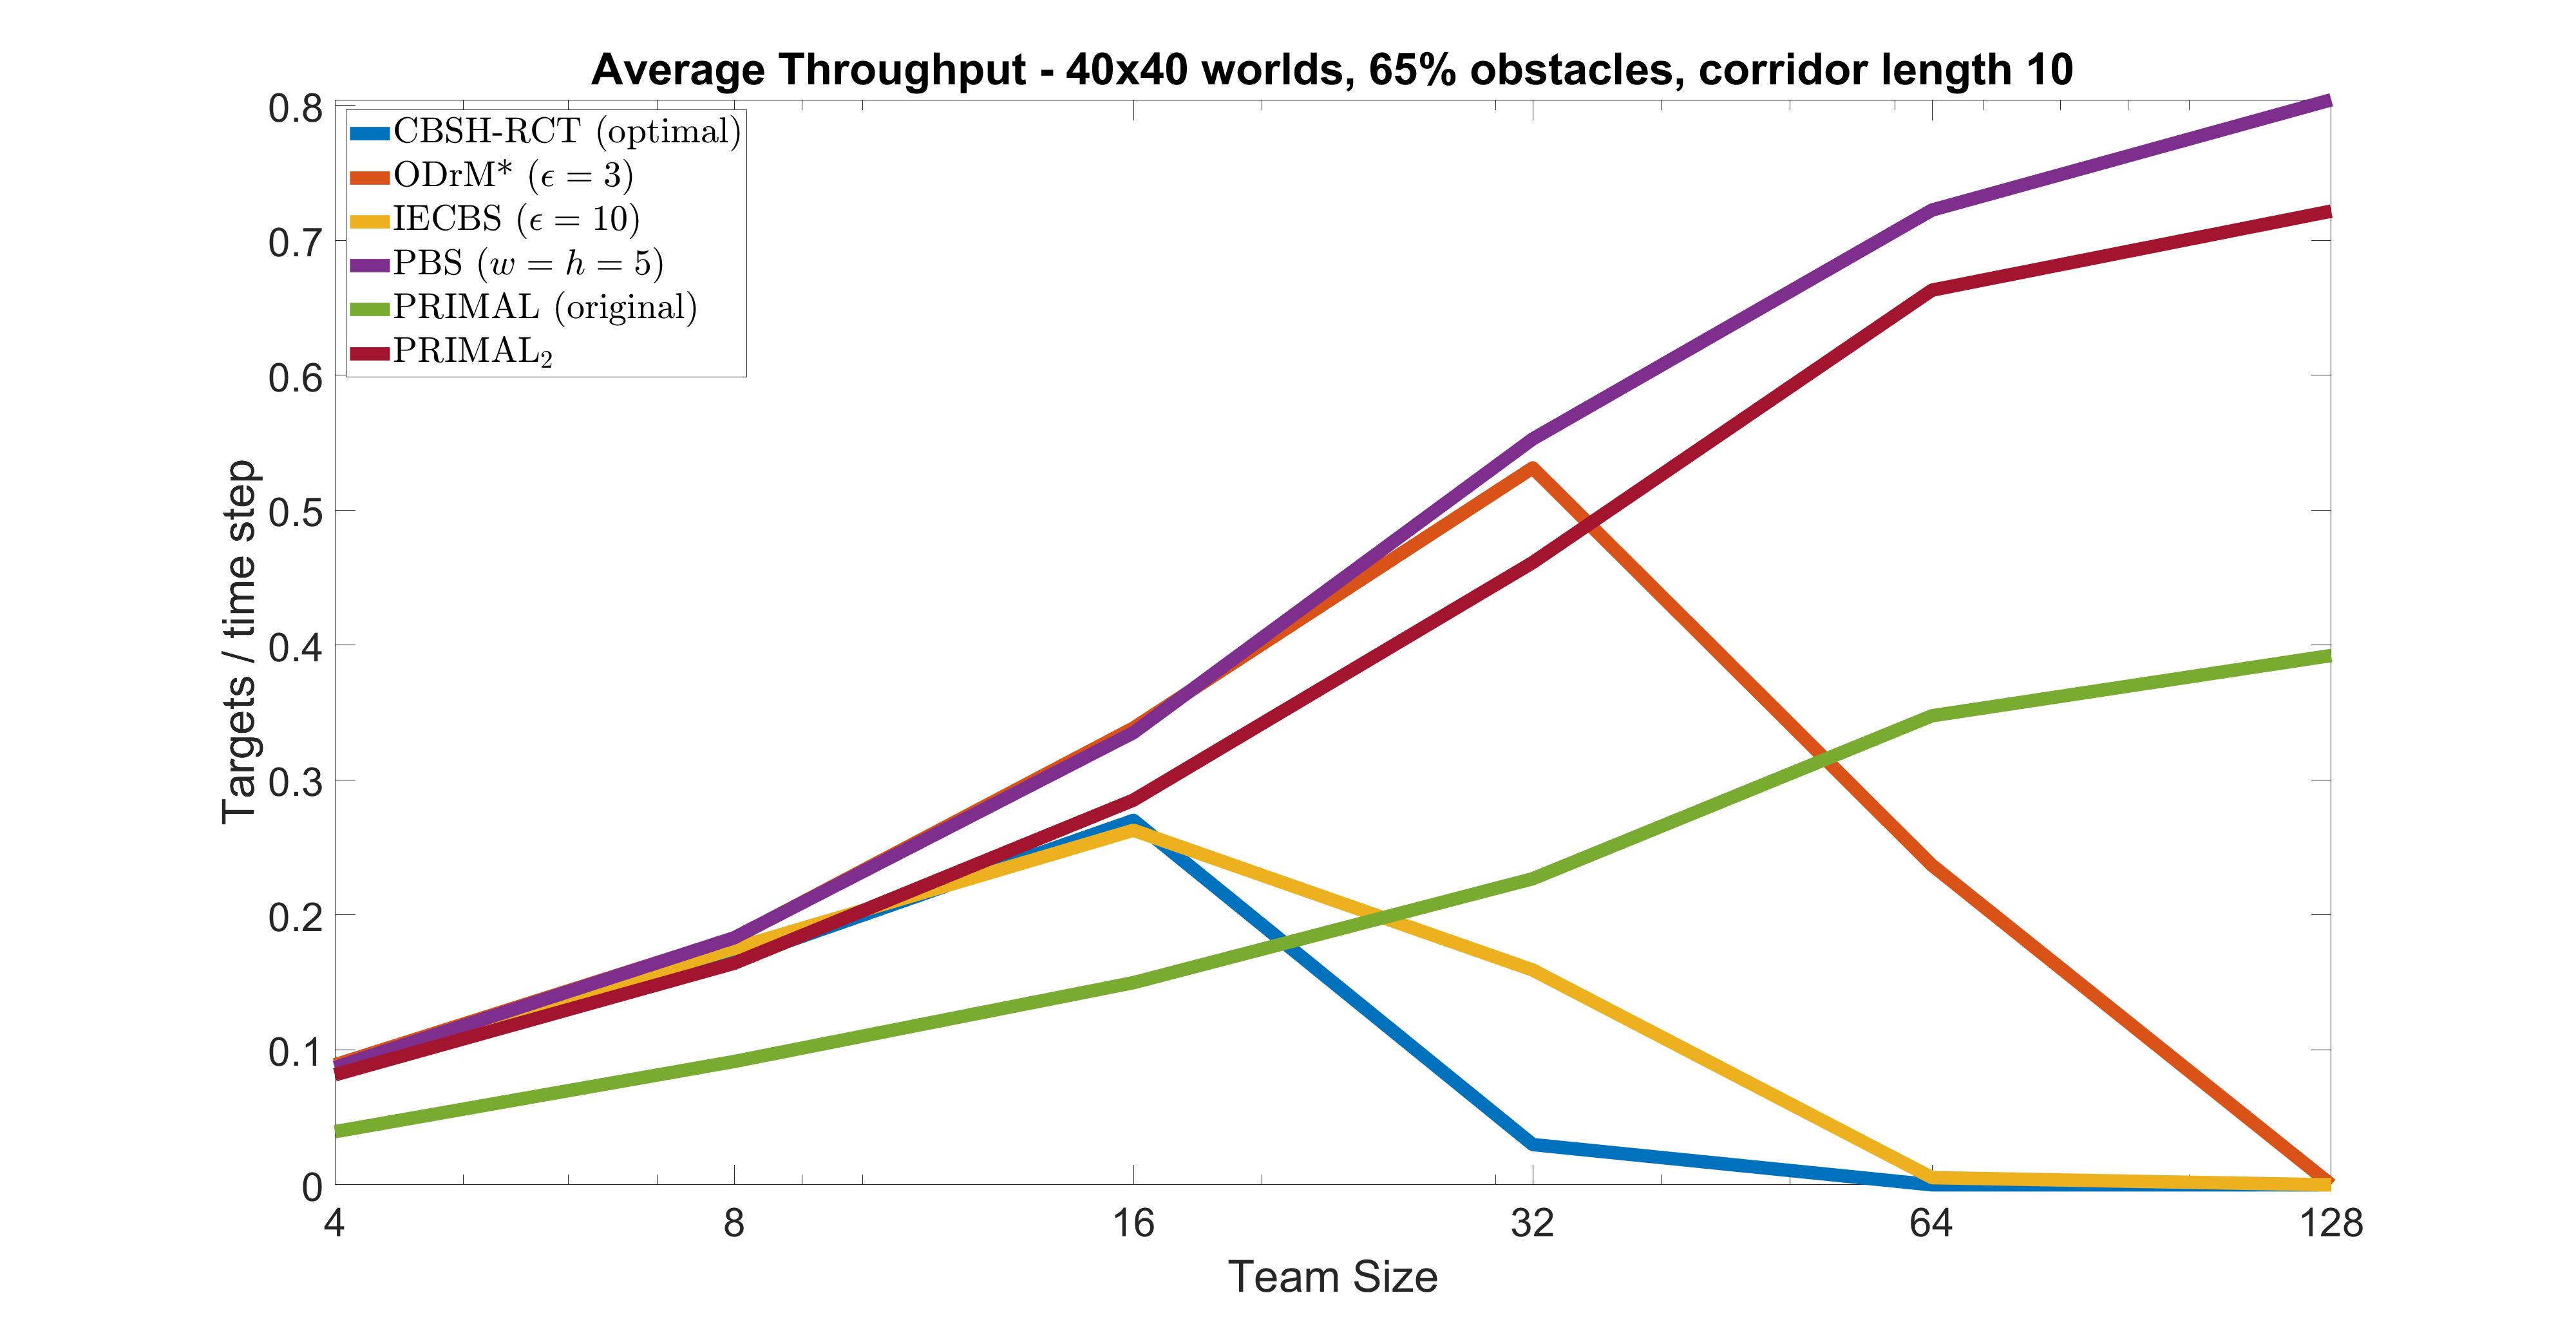 Average Throughput - 40x40 worlds, 65% obstacles, corridor length 10
CBSH-RCT (optimal)
ODrM* (ϵ = 3)
IECBS (ϵ = 10)
PBS (w = h = 5)
PRIMAL (original)
PRIMAL₂
Targets / time step
0.8
0.7
0.6
0.5
0.4
0.3
0.2
0.1
0
4 8 16 32 64 128
Team Size